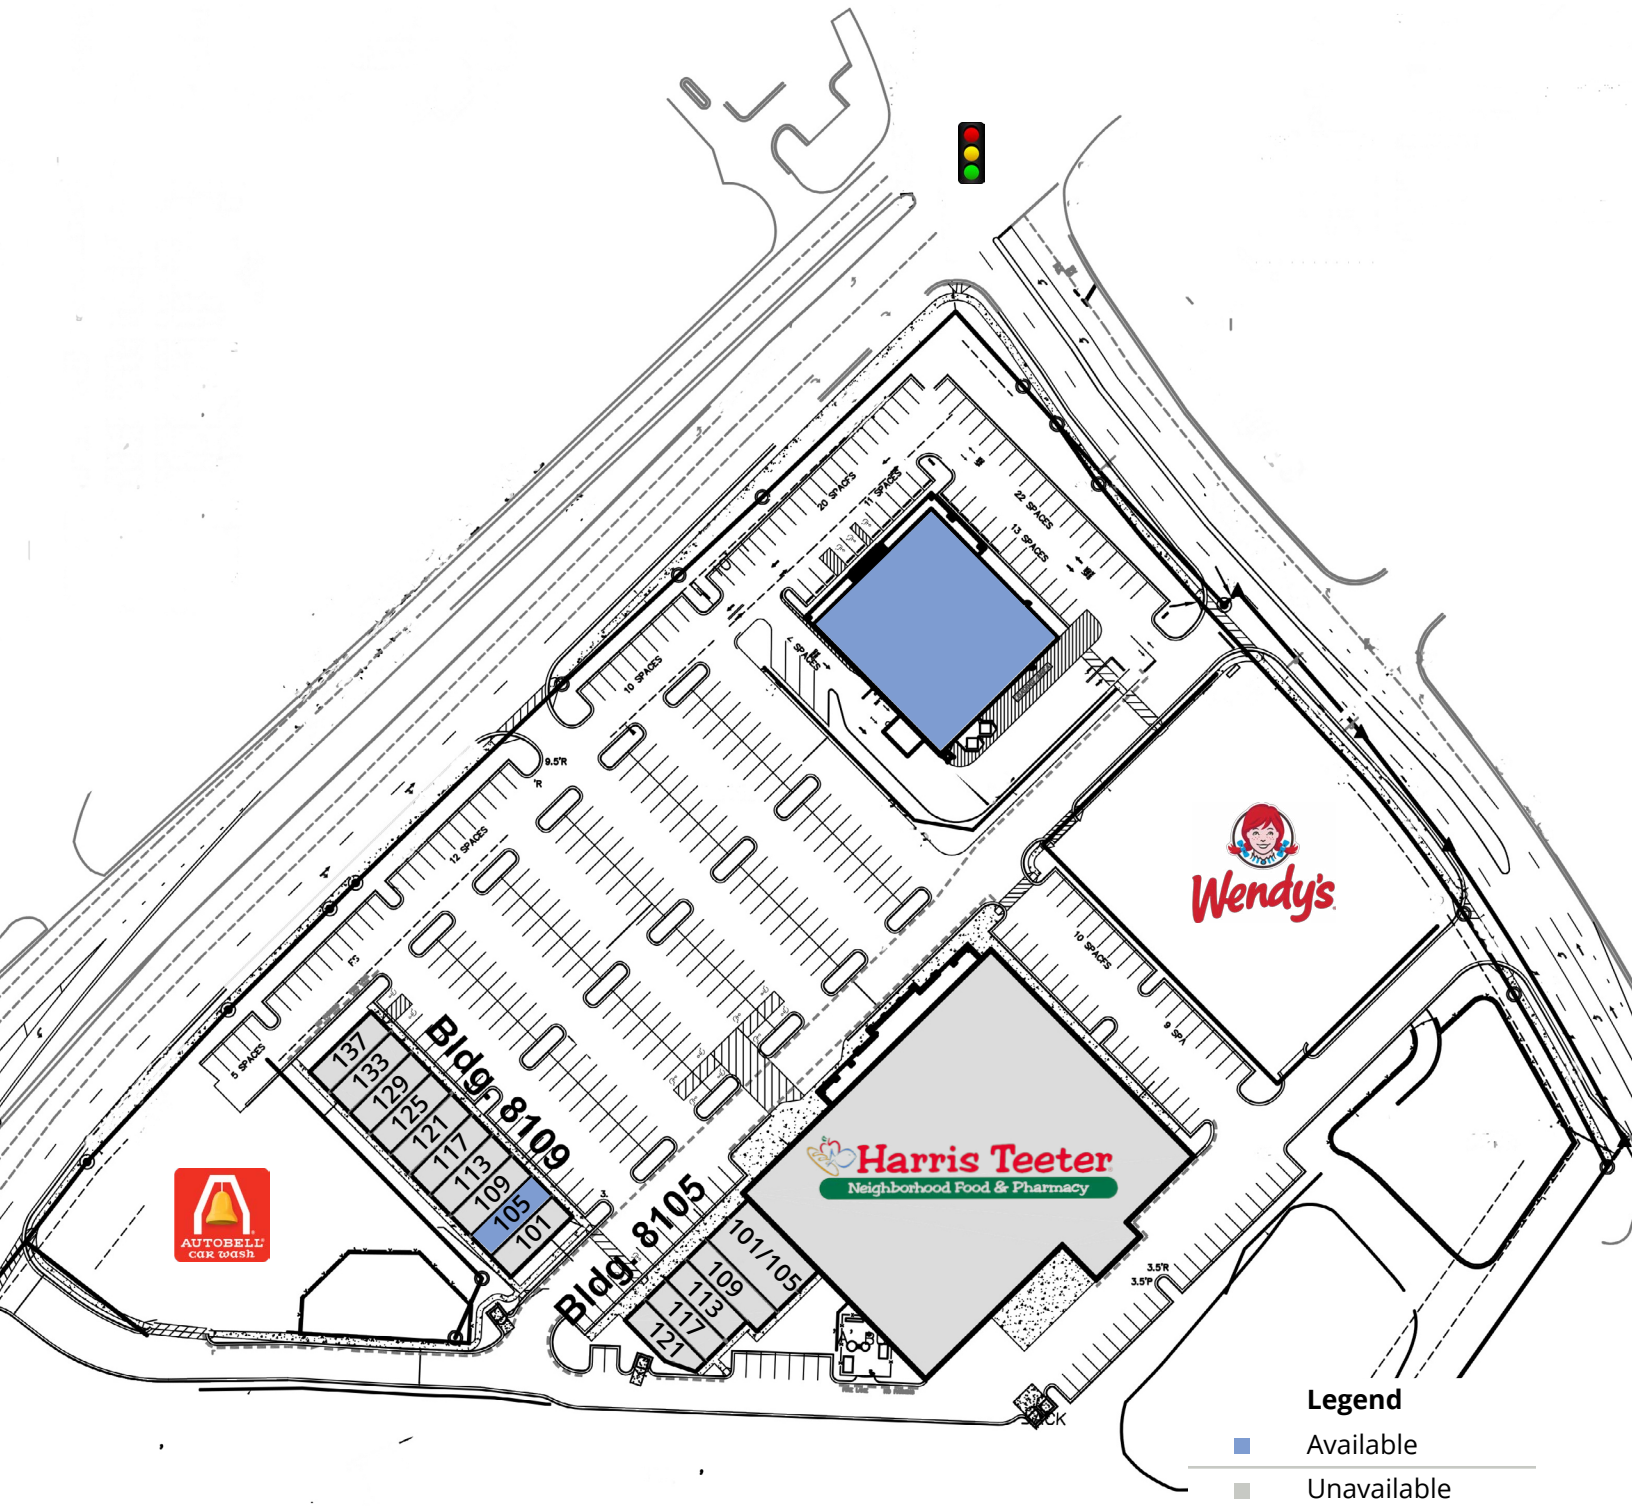 20 SPACES
11 SPACES
22 SPACES
13 SPACES
4 SPACES
10 SPACES
9.5'R
'R
12 SPACES
5 SPACES
10 SPACES
9 SPA
Wendy's
Bldg. 8109
137
133
129
125
121
117
113
109
105
101
AUTOBELL
car wash
Harris Teeter
Neighborhood Food & Pharmacy
Bldg. 8105
101/105
109
113
117
121
3.5'R
3.5'P
Legend
Available
Unavailable